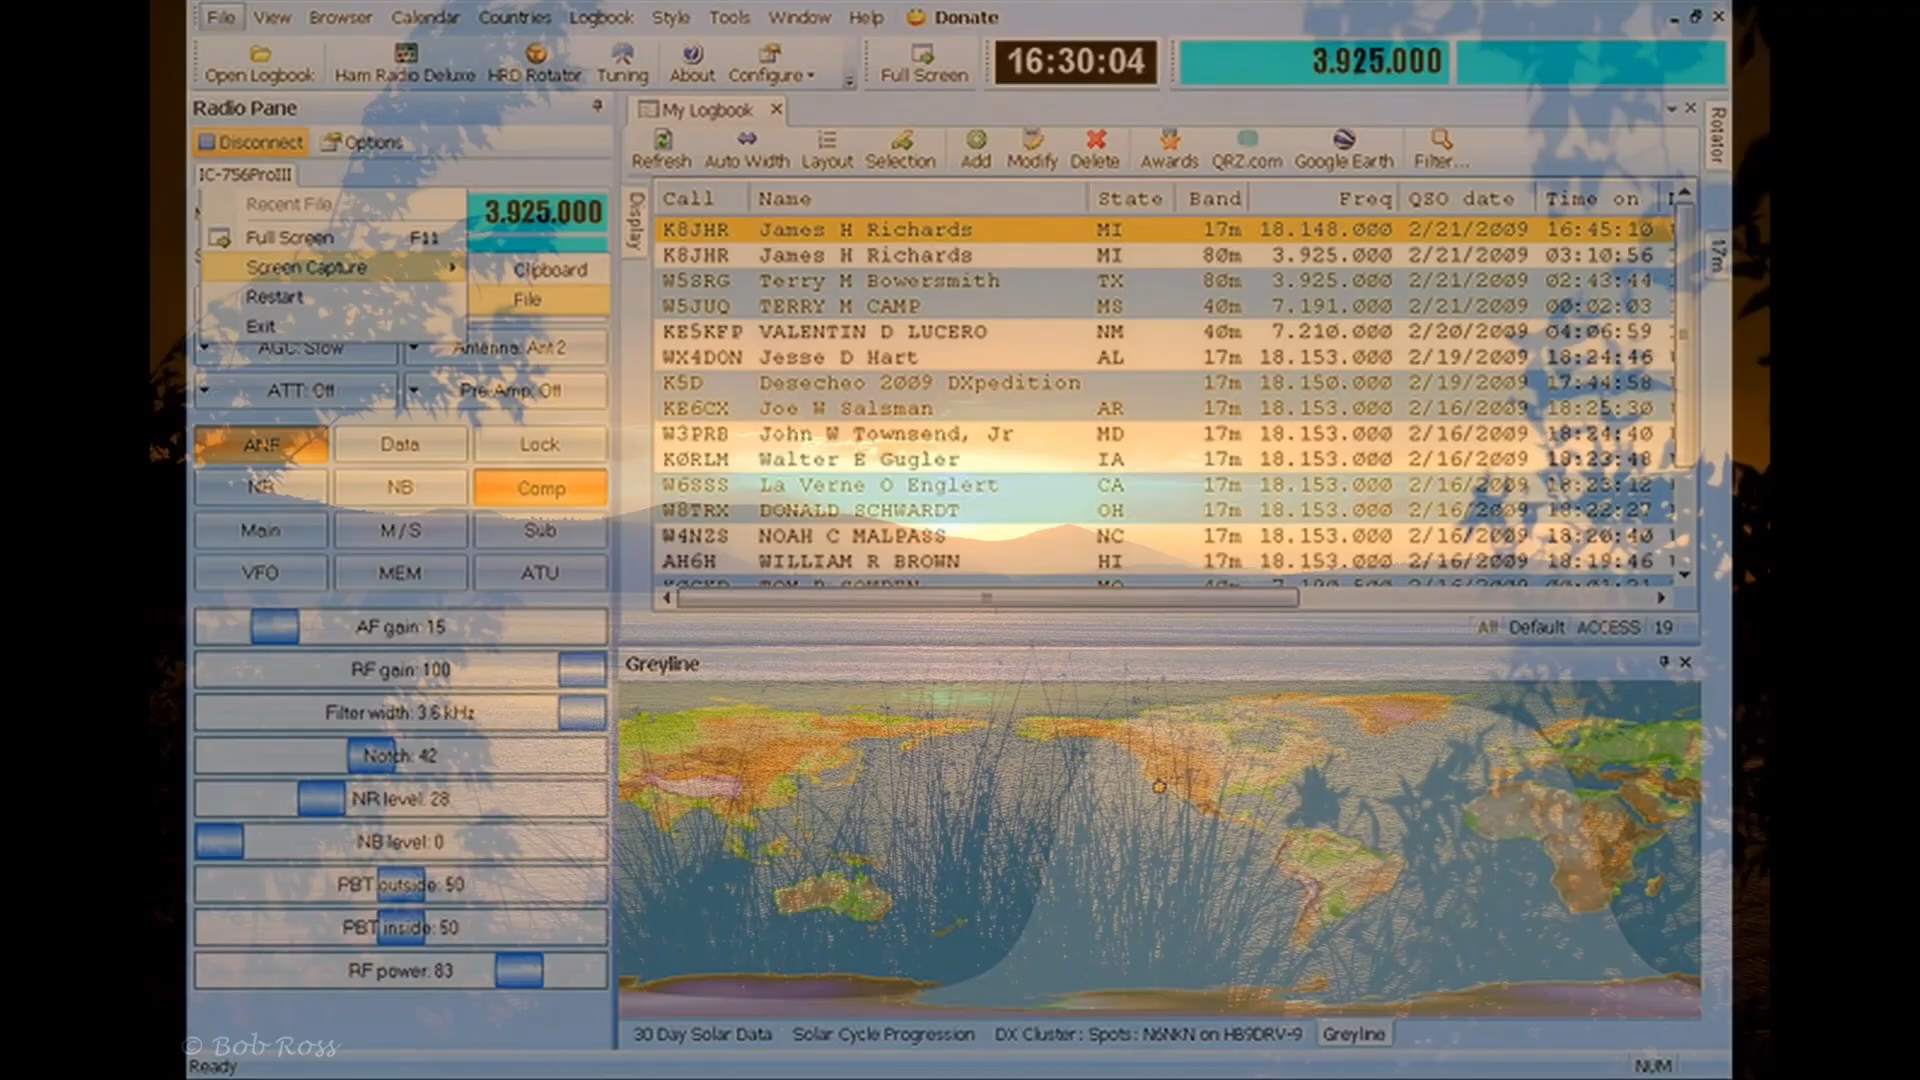 File View Browser Calendar Countries Logbook Style Tools Window Help Donate
Open Logbook Ham Radio Deluxe HRD Rotator Tuning About Configure Full Screen 16:30:04 3.925.000
Radio Pane
My Logbook
Rotator
Disconnect Options
Refresh Auto Width Layout Selection Add Modify Delete Awards QRZ.com Google Earth Filter...
IC-756ProIII
Display
17m
Recent File
3.925.000
Full Screen F11
Screen Capture
Clipboard
Restart
File
Exit
AGC: Slow Antenna: Ant 2
ATT: Off Pre-Amp: Off
ANF Data Lock
NR NB Comp
Main M/S Sub
VFO MEM ATU
AF gain: 15
RF gain: 100
Filter width: 3.6 kHz
Notch: 42
NR level: 28
NB level: 0
PBT outside: 50
PBT inside: 50
RF power: 83
Call Name State Band Freq QSO date Time on
K8JHR James H Richards MI 17m 18.148.000 2/21/2009 16:45:10
K8JHR James H Richards MI 80m 3.925.000 2/21/2009 03:10:56
W5SRG Terry M Bowersmith TX 80m 3.925.000 2/21/2009 02:43:44
W5JUQ TERRY M CAMP MS 40m 7.191.000 2/21/2009 00:02:03
KE5KFP VALENTIN D LUCERO NM 40m 7.210.000 2/20/2009 04:06:59
WX4DON Jesse D Hart AL 17m 18.153.000 2/19/2009 18:24:46
K5D Desecheo 2009 DXpedition 17m 18.150.000 2/19/2009 17:44:58
KE6CX Joe W Salsman AR 17m 18.153.000 2/16/2009 18:25:30
W3PRB John W Townsend, Jr MD 17m 18.153.000 2/16/2009 18:24:40
K0RLM Walter E Gugler IA 17m 18.153.000 2/16/2009 18:23:48
W6SSS La Verne O Englert CA 17m 18.153.000 2/16/2009 18:23:12
W8TRX DONALD SCHWARDT OH 17m 18.153.000 2/16/2009 18:22:27
W4NZS NOAH C MALPASS NC 17m 18.153.000 2/16/2009 18:20:40
AH6H WILLIAM R BROWN HI 17m 18.153.000 2/16/2009 18:19:46
All Default ACCESS 19
Greyline
30 Day Solar Data Solar Cycle Progression DX Cluster: Spots: N6NKN on HB9DRV-9 Greyline
© Bob Ross
Ready NUM